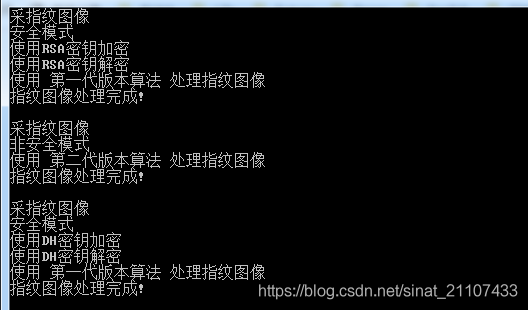 采指纹图像
安全模式
使用RSA密钥加密
使用RSA密钥解密
使用 第一代版本算法 处理指纹图像
指纹图像处理完成!
采指纹图像
非安全模式
使用 第二代版本算法 处理指纹图像
指纹图像处理完成!
采指纹图像
安全模式
使用DH密钥加密
使用DH密钥解密
使用 第一代版本算法 处理指纹图像
指纹图像处理完成!
https://blog.csdn.net/sinat_21107433